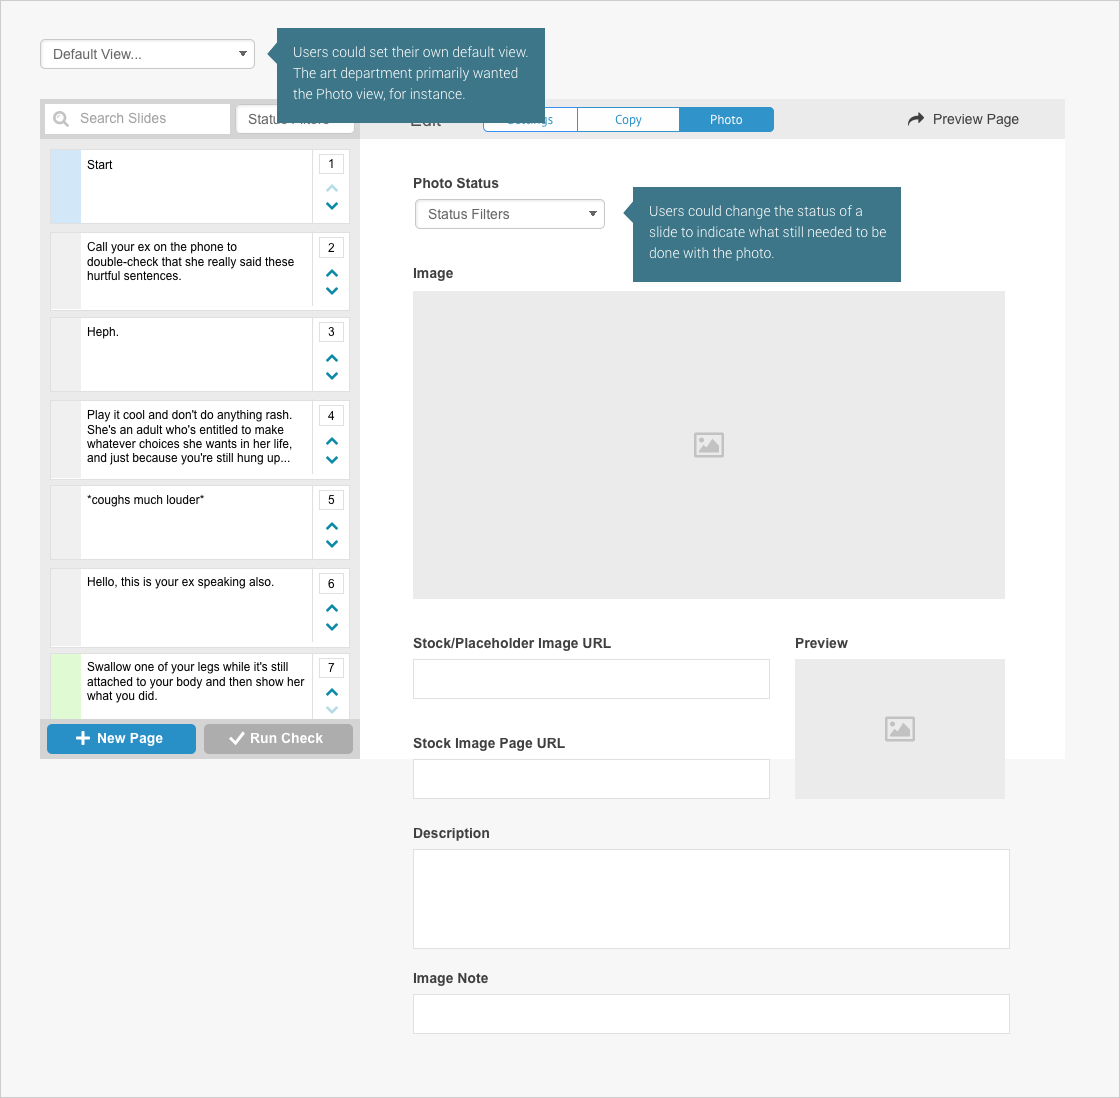 Default View...
Users could set their own default view.
The art department primarily wanted
the Photo view, for instance.
Search Slides
Status Filters
Edit
Settings
Copy
Photo
Preview Page
Start
1
Call your ex on the phone to
double-check that she really said these
hurtful sentences.
2
Heph.
3
Play it cool and don't do anything rash.
She's an adult who's entitled to make
whatever choices she wants in her life,
and just because you're still hung up...
4
*coughs much louder*
5
Hello, this is your ex speaking also.
6
Swallow one of your legs while it's still
attached to your body and then show her
what you did.
7
New Page
Run Check
Photo Status
Status Filters
Users could change the status of a
slide to indicate what still needed to be
done with the photo.
Image
Stock/Placeholder Image URL
Preview
Stock Image Page URL
Description
Image Note